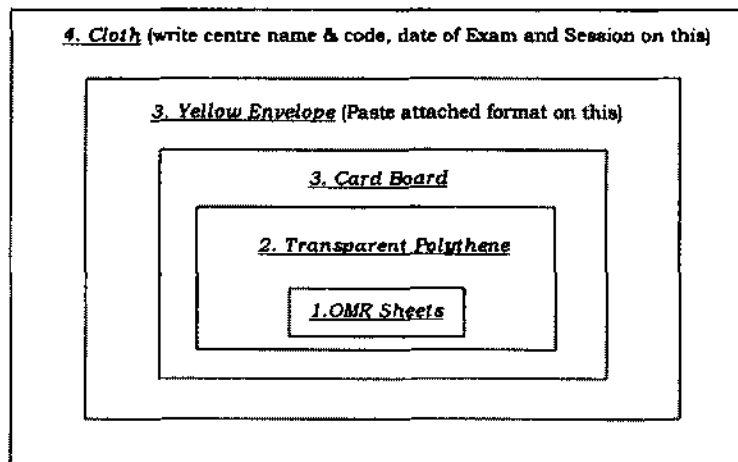 4. Cloth (write centre name & code, date of Exam and Session on this)
3. Yellow Envelope (Paste attached format on this)
3. Card Board
2. Transparent Polythene
1.OMR Sheets